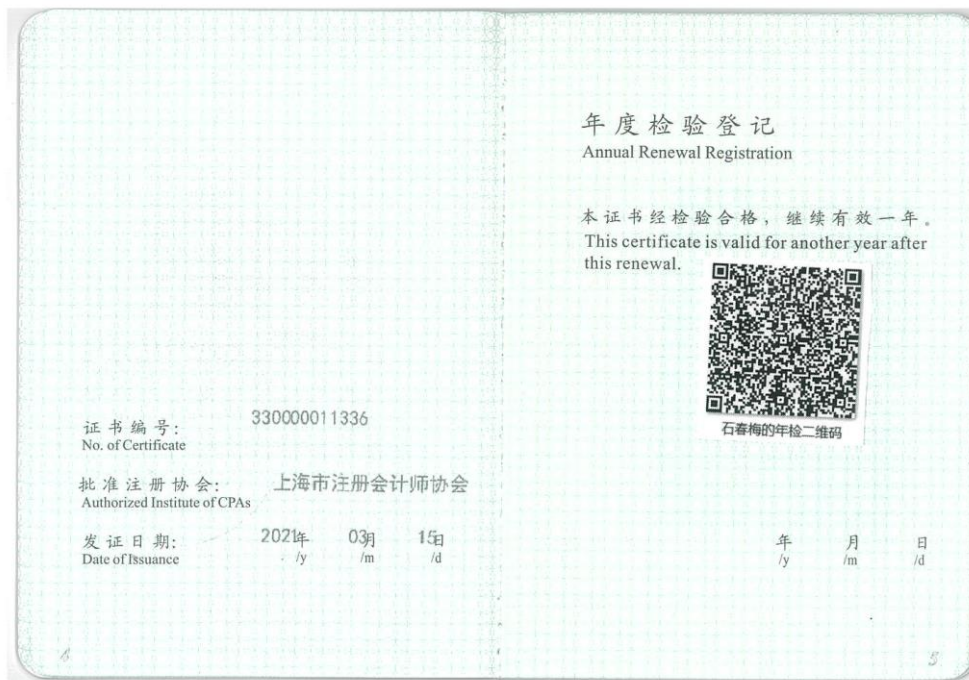 证书编号: 330000011336
No. of Certificate
批准注册协会: 上海市注册会计师协会
Authorized Institute of CPAs
发证日期: 2021年 03月 15日
Date of Issuance /y /m /d
4
年度检验登记
Annual Renewal Registration
本证书经检验合格，继续有效一年。
This certificate is valid for another year after
this renewal.
石春梅的年检二维码
年 月 日
/y /m /d
5